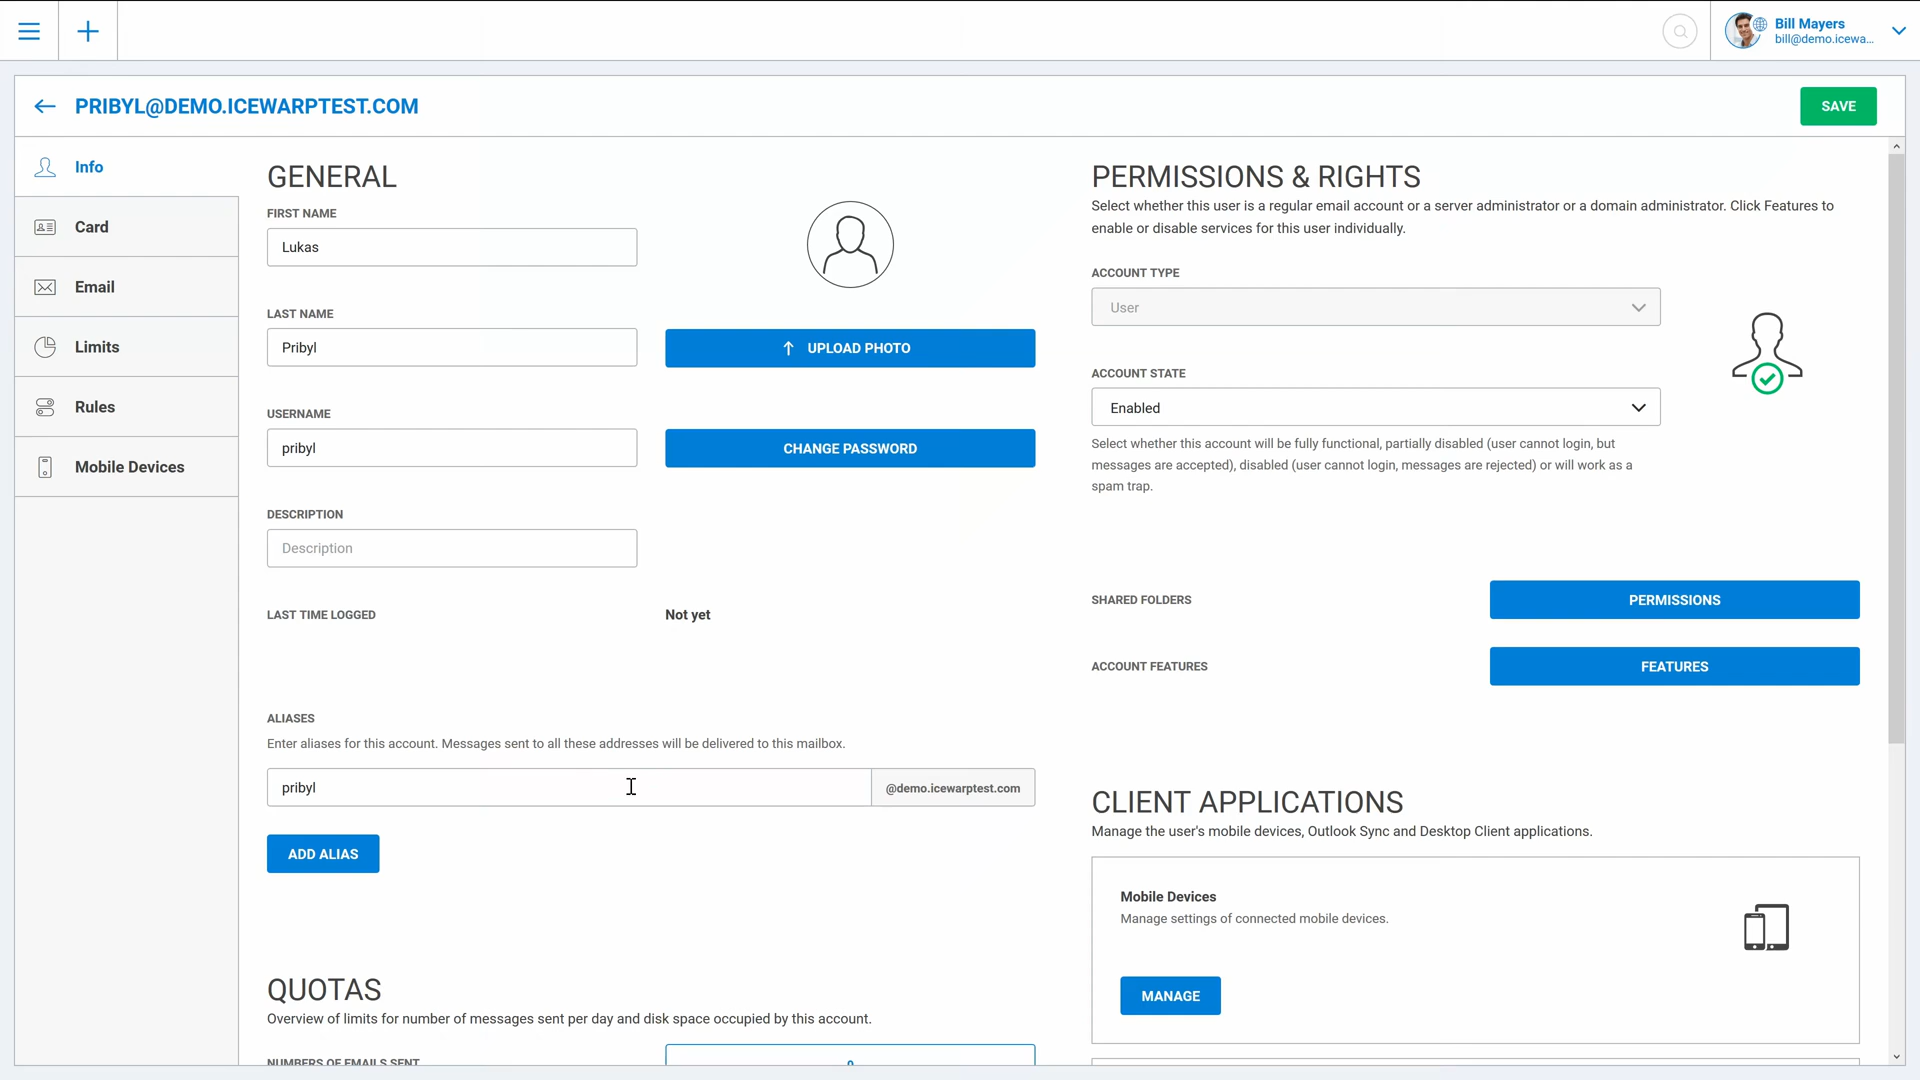 Bill Mayers
bill@demo.icewa...
PRIBYL@DEMO.ICEWARPTEST.COM
SAVE
Info
Card
Email
Limits
Rules
Mobile Devices
GENERAL
FIRST NAME
Lukas
LAST NAME
Pribyl
UPLOAD PHOTO
USERNAME
pribyl
CHANGE PASSWORD
DESCRIPTION
Description
LAST TIME LOGGED
Not yet
ALIASES
Enter aliases for this account. Messages sent to all these addresses will be delivered to this mailbox.
pribyl
@demo.icewarptest.com
ADD ALIAS
QUOTAS
Overview of limits for number of messages sent per day and disk space occupied by this account.
NUMBERS OF EMAILS SENT
0
PERMISSIONS & RIGHTS
Select whether this user is a regular email account or a server administrator or a domain administrator. Click Features to
enable or disable services for this user individually.
ACCOUNT TYPE
User
ACCOUNT STATE
Enabled
Select whether this account will be fully functional, partially disabled (user cannot login, but
messages are accepted), disabled (user cannot login, messages are rejected) or will work as a
spam trap.
SHARED FOLDERS
PERMISSIONS
ACCOUNT FEATURES
FEATURES
CLIENT APPLICATIONS
Manage the user's mobile devices, Outlook Sync and Desktop Client applications.
Mobile Devices
Manage settings of connected mobile devices.
MANAGE